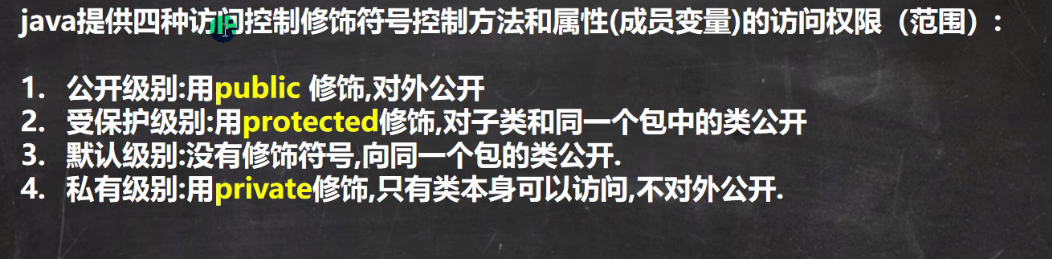 java提供四种访问控制修饰符号控制方法和属性(成员变量)的访问权限（范围）:
1. 公开级别:用public 修饰,对外公开
2. 受保护级别:用protected修饰,对子类和同一个包中的类公开
3. 默认级别:没有修饰符号,向同一个包的类公开.
4. 私有级别:用private修饰,只有类本身可以访问,不对外公开.